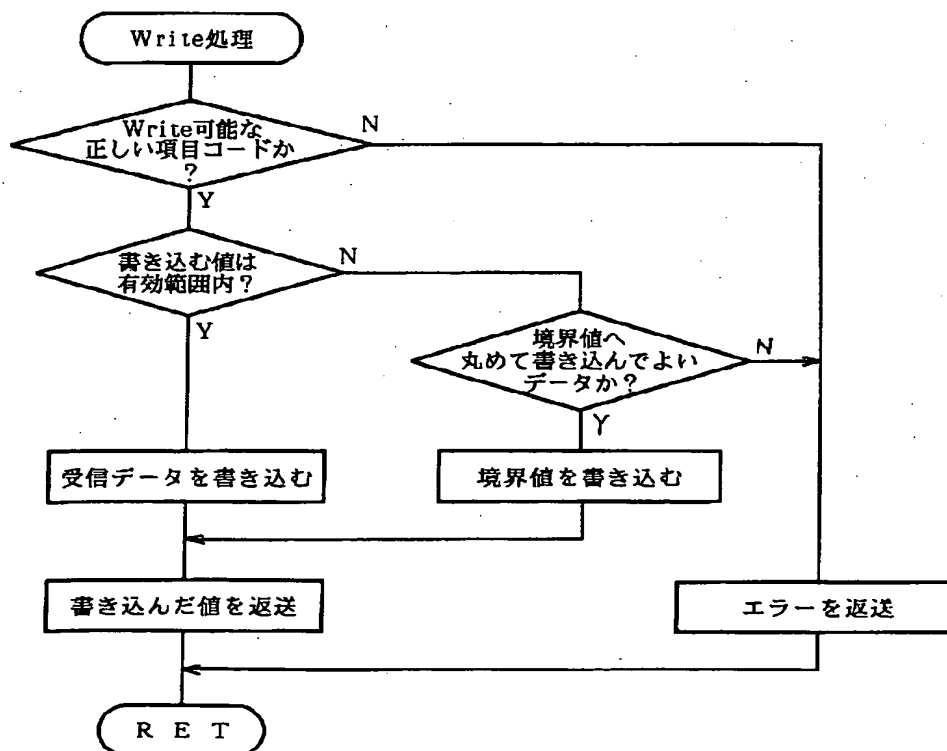 Write処理
Write可能な
正しい項目コードか
?
N
Y
書き込む値は
有効範囲内?
N
Y
境界値へ
丸めて書き込んでよい
データか?
N
Y
受信データを書き込む
境界値を書き込む
書き込んだ値を返送
エラーを返送
RET